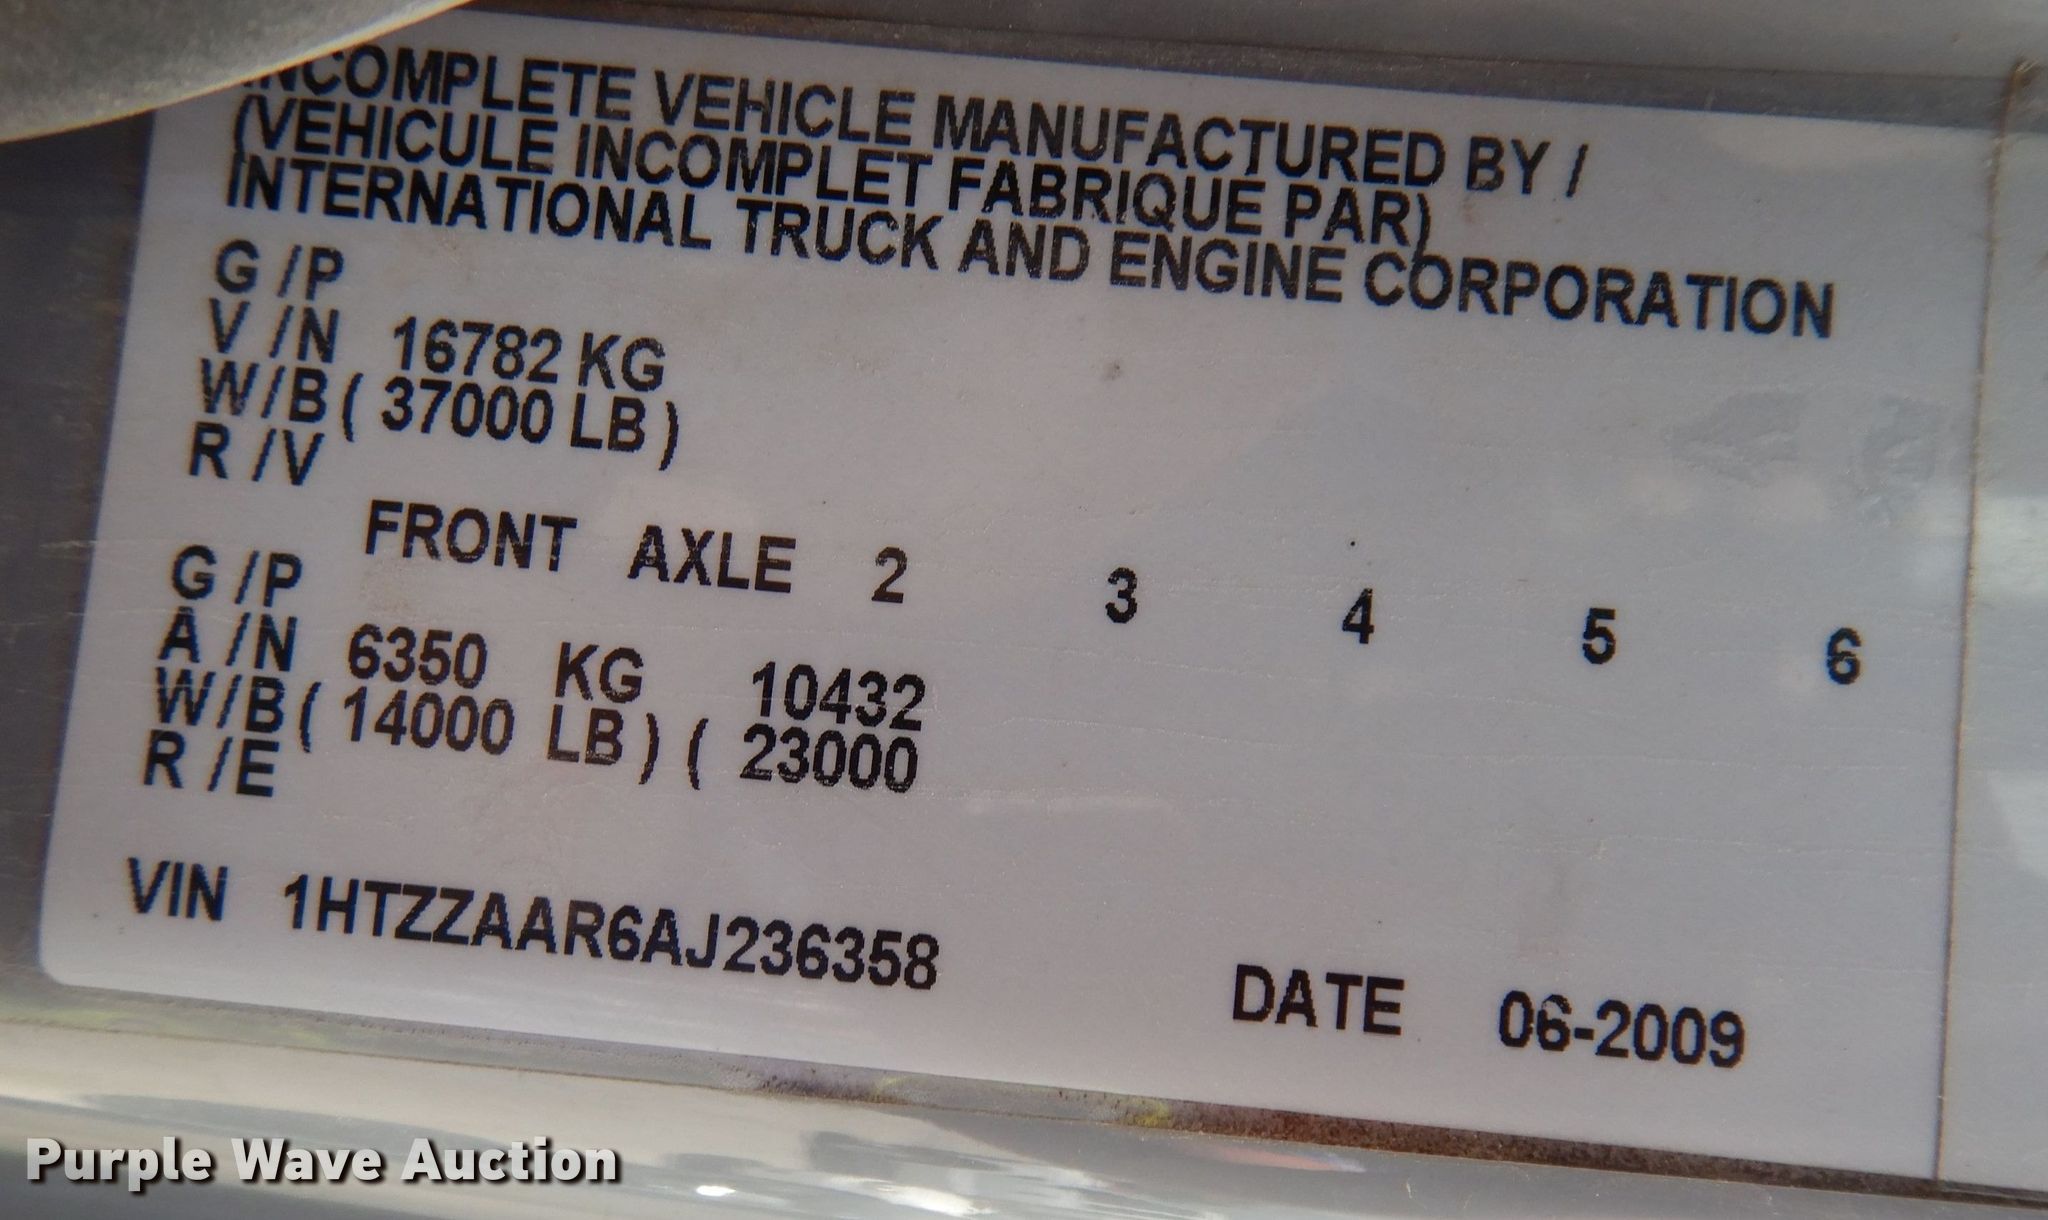 INCOMPLETE VEHICLE MANUFACTURED BY /
(VEHICULE INCOMPLET FABRIQUE PAR)
INTERNATIONAL TRUCK AND ENGINE CORPORATION
G /P
V /N 16782 KG
W/B ( 37000 LB )
R /V
FRONT AXLE 2 3 4 5 6
G /P
A /N 6350 KG 10432
W/B ( 14000 LB ) ( 23000
R /E
VIN 1HTZZAAR6AJ236358
DATE 06-2009
Purple Wave Auction